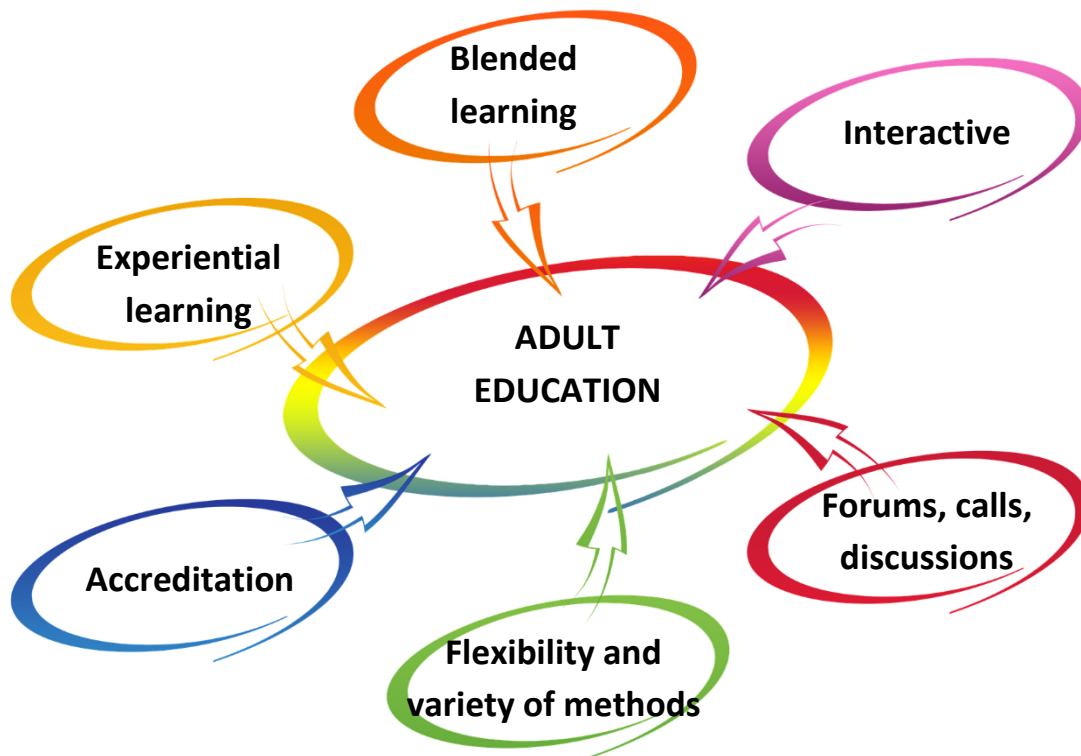 Blended
learning
Interactive
Experiential
learning
ADULT
EDUCATION
Forums, calls,
discussions
Accreditation
Flexibility and
variety of methods